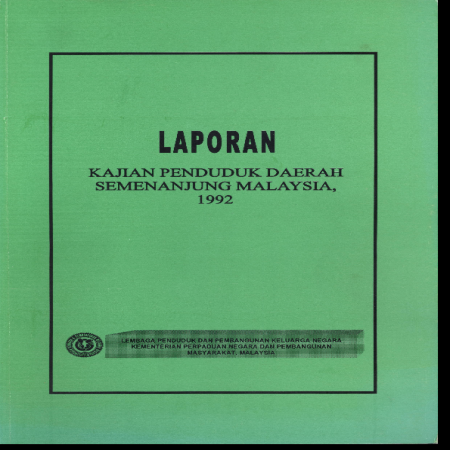 LAPORAN
KAJIAN PENDUDUK DAERAH
SEMENANJUNG MALAYSIA,
1992
LEMBAGA PENDUDUK DAN PEMBANGUNAN KELUARGA NEGARA
KEMENTERIAN PERPADUAN NEGARA DAN PEMBANGUNAN
MASYARAKAT, MALAYSIA